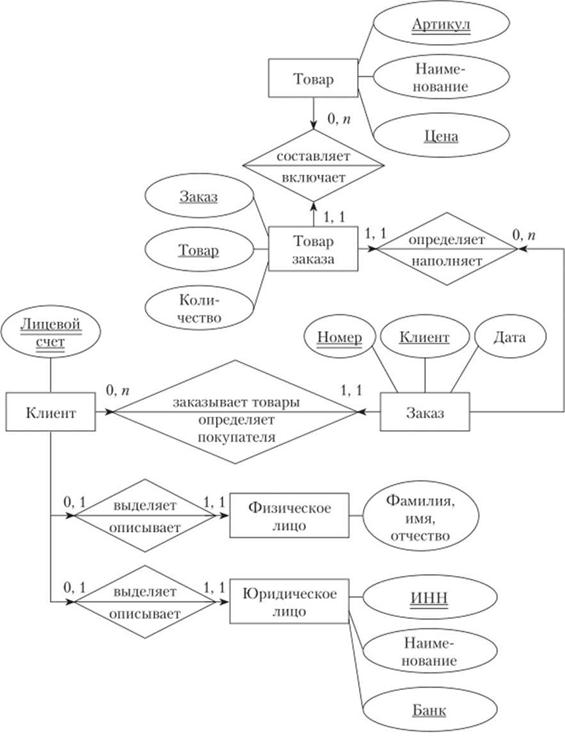 Артикул
Товар
Наиме-
нование
Цена
0, n
составляет
включает
1, 1
Заказ
Товар
Коли-
чество
Товар
заказа
1, 1
определяет
наполняет
0, n
Лицевой
счет
Номер
Клиент
Дата
Клиент
0, n
заказывает товары
определяет
покупателя
1, 1
Заказ
0, 1
выделяет
описывает
1, 1
Физическое
лицо
Фамилия,
имя,
отчество
0, 1
выделяет
описывает
1, 1
Юридическое
лицо
ИНН
Наиме-
нование
Банк